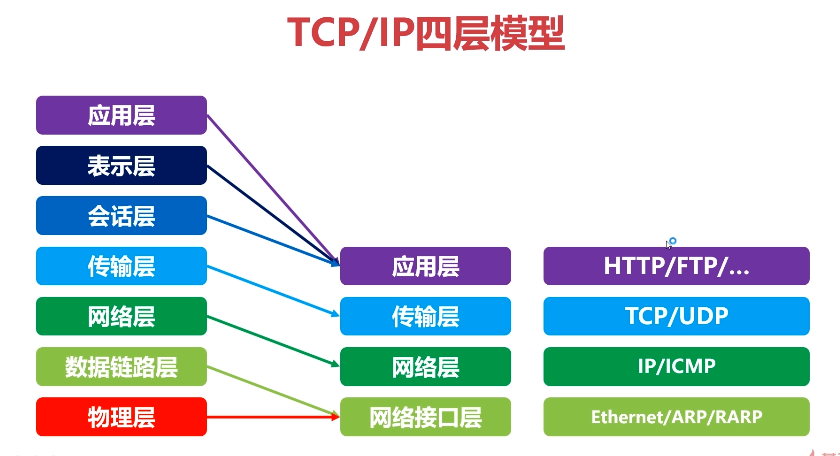 TCP/IP四层模型
应用层
表示层
会话层
传输层
网络层
数据链路层
物理层
应用层
传输层
网络层
网络接口层
HTTP/FTP/...
TCP/UDP
IP/ICMP
Ethernet/ARP/RARP